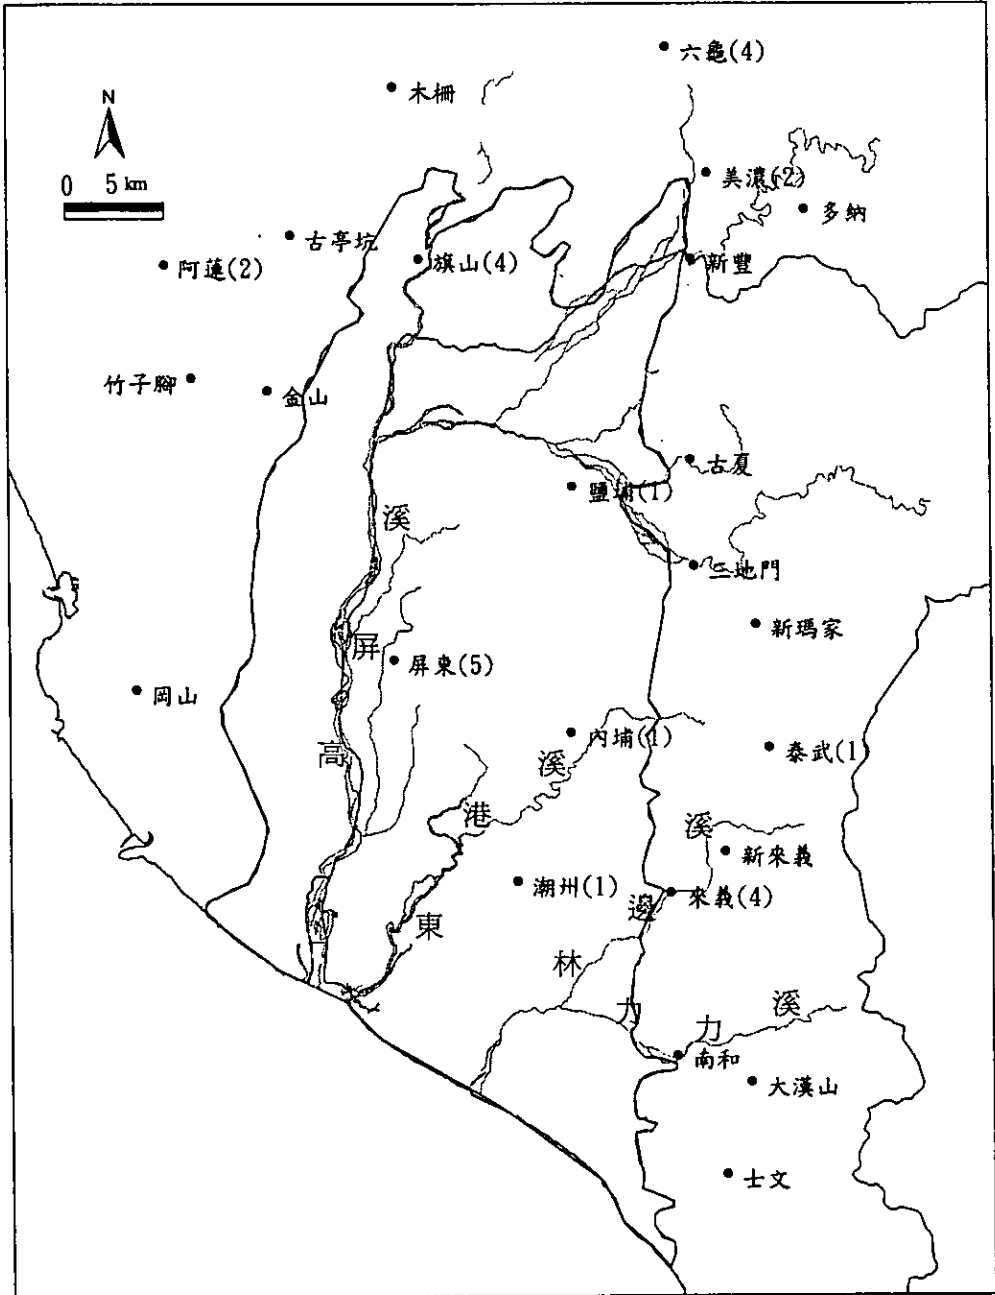 六龜(4)
木柵
N
0 5 km
美濃(2)
多納
古亭坑
阿蓮(2)
旗山(4)
新豐
竹子腳
金山
古夏
鹽埔(1)
三地門
新瑪家
屏東(5)
岡山
內埔(1)
泰武(1)
新來義
潮州(1)
來義(4)
南和
大漢山
士文
高屏溪
東港溪
林邊溪
力力溪